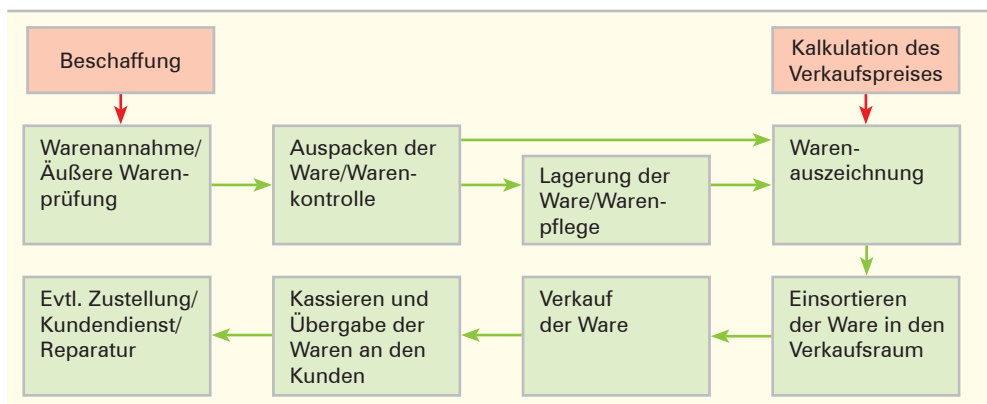 Beschaffung
Kalkulation des
Verkaufspreises
Warenannahme/
Äußere Waren-
prüfung
Auspacken der
Ware/Waren-
kontrolle
Lagerung der
Ware/Waren-
pflege
Waren-
auszeichnung
Evtl. Zustellung/
Kundendienst/
Reparatur
Kassieren und
Übergabe der
Waren an den
Kunden
Verkauf
der Ware
Einsortieren
der Ware in den
Verkaufsraum